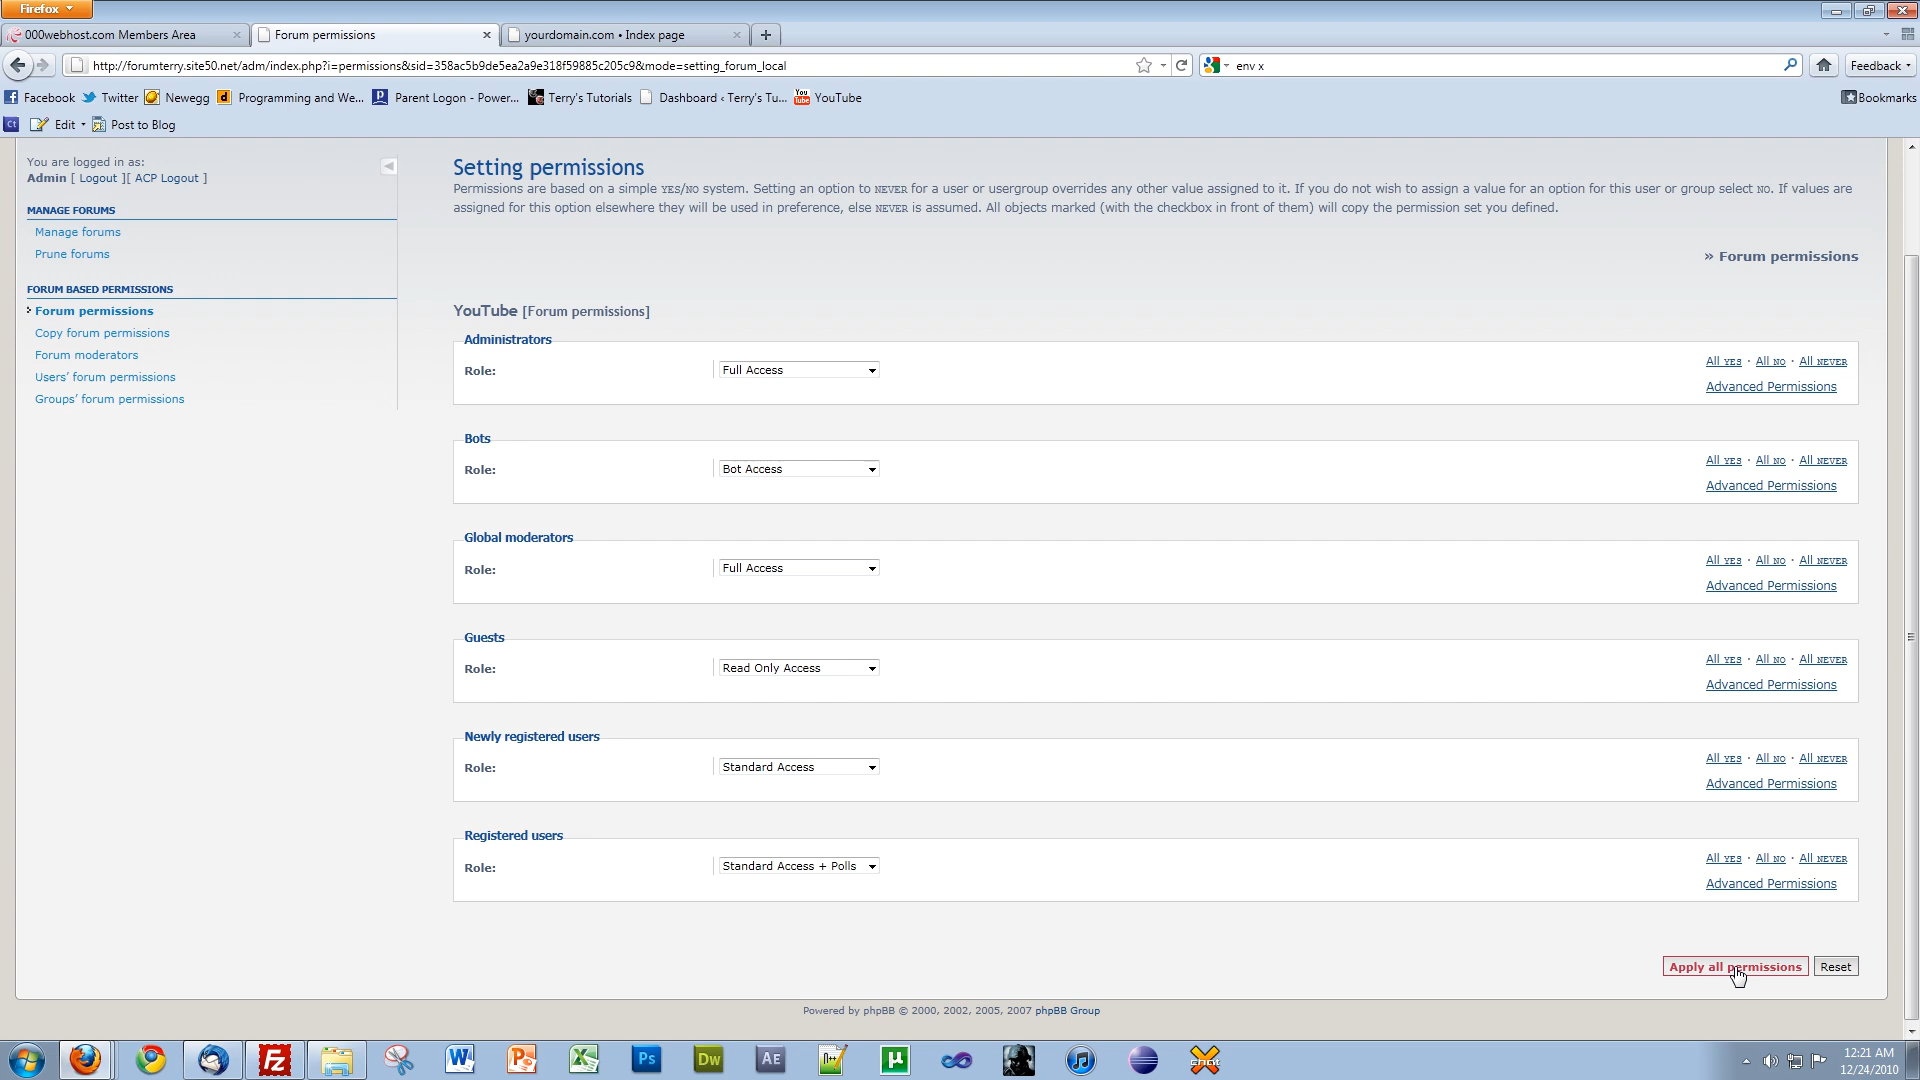 Firefox
000webhost.com Members Area
Forum permissions
yourdomain.com • Index page
http://forumterry.site50.net/adm/index.php?i=permissions&sid=358ac5b9de5ea2a9e318f59885c205c9&mode=setting_forum_local
env x
Feedback
Facebook
Twitter
Newegg
Programming and We...
Parent Logon - Power...
Terry's Tutorials
Dashboard ‹ Terry's Tu...
YouTube
Bookmarks
Edit
Post to Blog
You are logged in as:
Admin [ Logout ][ ACP Logout ]
MANAGE FORUMS
Manage forums
Prune forums
FORUM BASED PERMISSIONS
Forum permissions
Copy forum permissions
Forum moderators
Users’ forum permissions
Groups’ forum permissions
Setting permissions
Permissions are based on a simple YES/NO system. Setting an option to NEVER for a user or usergroup overrides any other value assigned to it. If you do not wish to assign a value for an option for this user or group select NO. If values are
assigned for this option elsewhere they will be used in preference, else NEVER is assumed. All objects marked (with the checkbox in front of them) will copy the permission set you defined.
» Forum permissions
YouTube [Forum permissions]
Administrators
Role: Full Access
All YES · All NO · All NEVER
Advanced Permissions
Bots
Role: Bot Access
All YES · All NO · All NEVER
Advanced Permissions
Global moderators
Role: Full Access
All YES · All NO · All NEVER
Advanced Permissions
Guests
Role: Read Only Access
All YES · All NO · All NEVER
Advanced Permissions
Newly registered users
Role: Standard Access
All YES · All NO · All NEVER
Advanced Permissions
Registered users
Role: Standard Access + Polls
All YES · All NO · All NEVER
Advanced Permissions
Apply all permissions
Reset
Powered by phpBB © 2000, 2002, 2005, 2007 phpBB Group
12:21 AM
12/24/2010